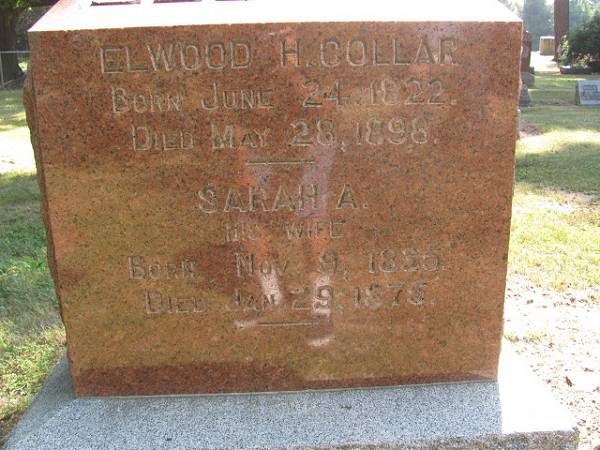 ELWOOD H. COLLAR
BORN JUNE 24, 1822.
DIED MAY 28, 1898.
SARAH A.
HIS WIFE
BORN NOV 9, 1835.
DIED JAN 29, 1875.